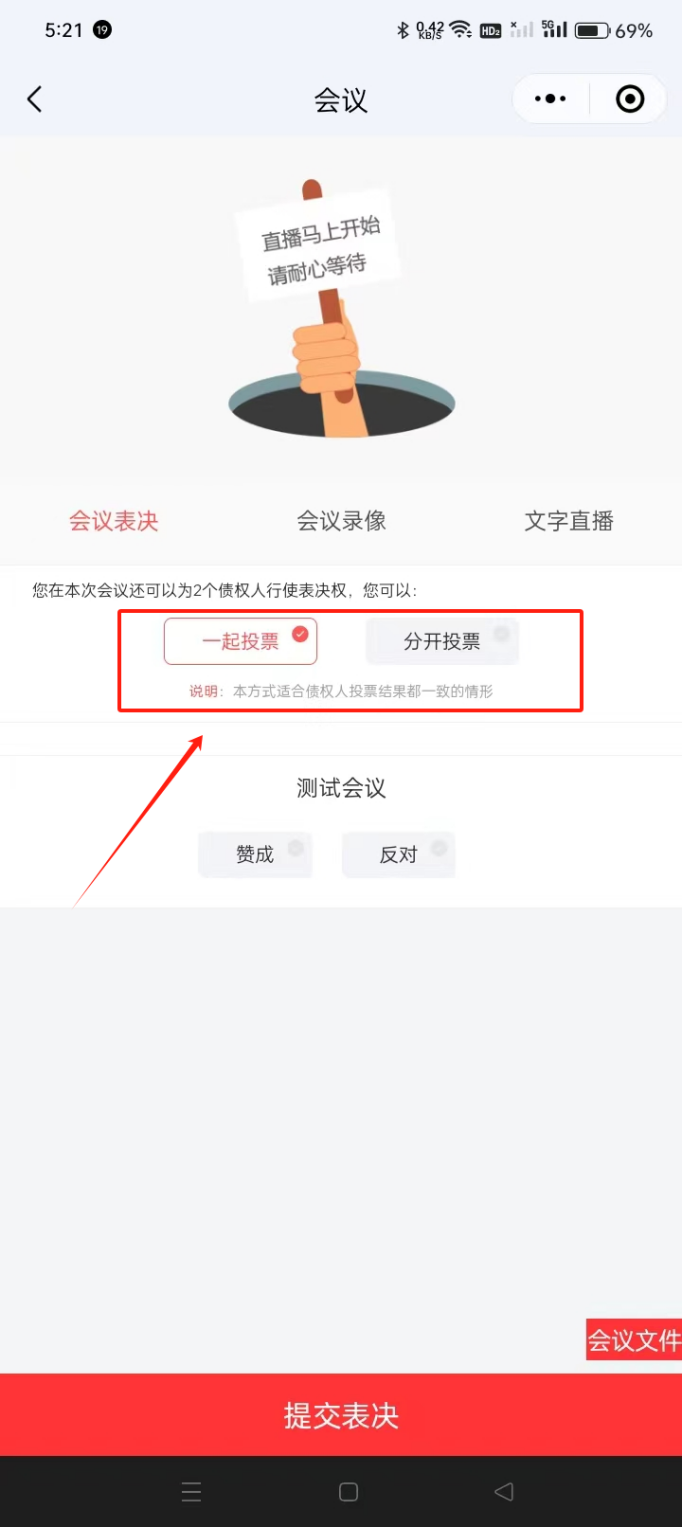 5:21 19 0.42 KB/S HD2 5G 69%
会议
直播马上开始
请耐心等待
会议表决 会议录像 文字直播
您在本次会议还可以为2个债权人行使表决权，您可以：
一起投票 分开投票
说明：本方式适合债权人投票结果都一致的情形
测试会议
赞成 反对
会议文件
提交表决